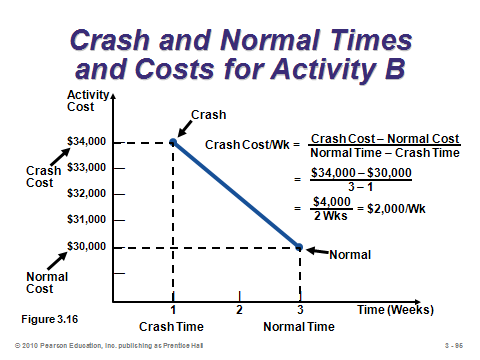 Crash and Normal Times
and Costs for Activity B
Activity
Cost
Crash
$34,000
Crash Cost/Wk = Crash Cost – Normal Cost
Normal Time – Crash Time
Crash
Cost
$33,000
= $34,000 – $30,000
3 – 1
$32,000
= $4,000
2 Wks
= $2,000/Wk
$31,000
$30,000
Normal
Normal
Cost
1
2
3
Time (Weeks)
Figure 3.16
Crash Time
Normal Time
© 2010 Pearson Education, Inc. publishing as Prentice Hall
3 - 95